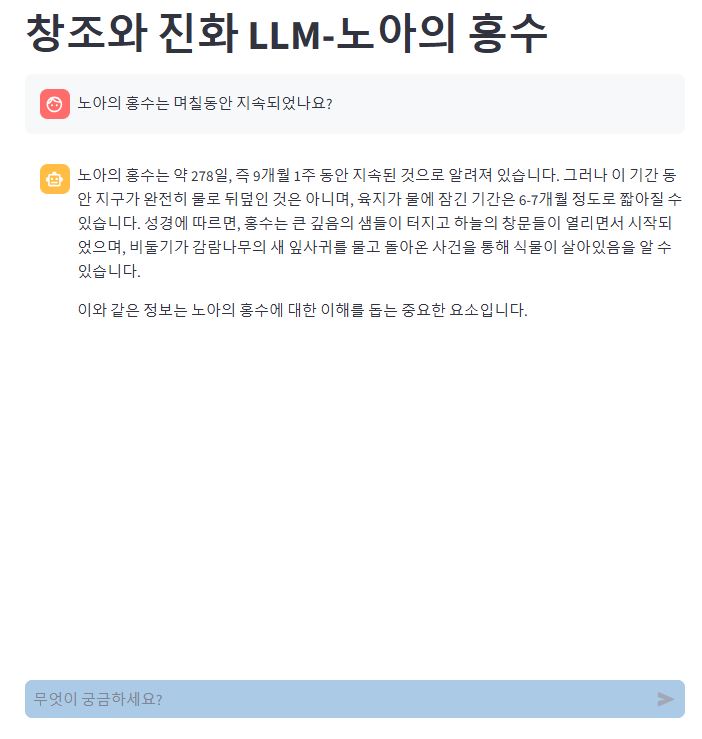 창조와 진화 LLM-노아의 홍수
노아의 홍수는 며칠동안 지속되었나요?
노아의 홍수는 약 278일, 즉 9개월 1주 동안 지속된 것으로 알려져 있습니다. 그러나 이 기간 동
안 지구가 완전히 물로 뒤덮인 것은 아니며, 육지가 물에 잠긴 기간은 6-7개월 정도로 짧아질 수
있습니다. 성경에 따르면, 홍수는 큰 깊음의 샘들이 터지고 하늘의 창문들이 열리면서 시작되
었으며, 비둘기가 감람나무의 새 잎사귀를 물고 돌아온 사건을 통해 식물이 살아있음을 알 수
있습니다.
이와 같은 정보는 노아의 홍수에 대한 이해를 돕는 중요한 요소입니다.
무엇이 궁금하세요?